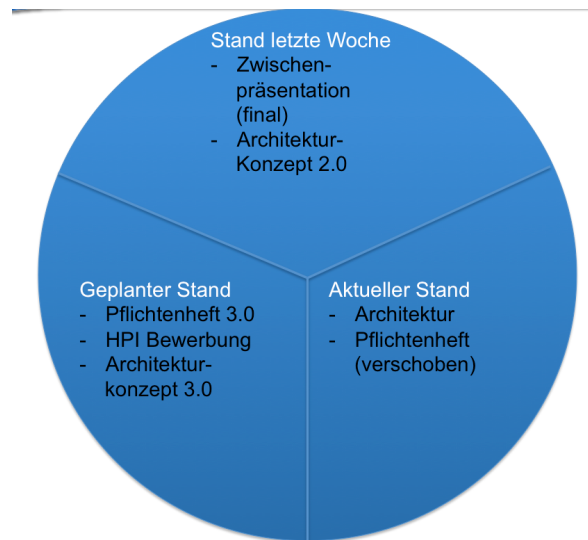 Stand letzte Woche
- Zwischen-
präsentation
(final)
- Architektur-
Konzept 2.0
Geplanter Stand
- Pflichtenheft 3.0
- HPI Bewerbung
- Architektur-
konzept 3.0
Aktueller Stand
- Architektur
- Pflichtenheft
(verschoben)